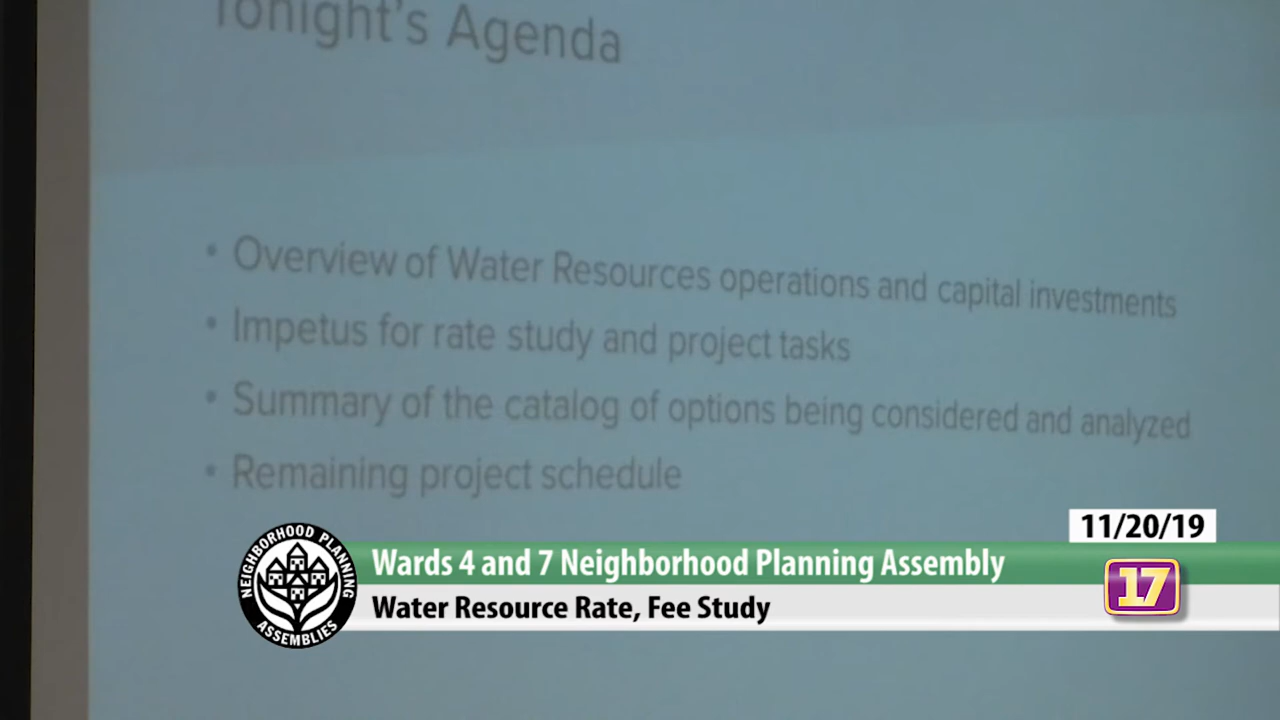 Tonight's Agenda
• Overview of Water Resources operations and capital investments
• Impetus for rate study and project tasks
• Summary of the catalog of options being considered and analyzed
• Remaining project schedule
11/20/19
NEIGHBORHOOD PLANNING
ASSEMBLIES
Wards 4 and 7 Neighborhood Planning Assembly
17
Water Resource Rate, Fee Study